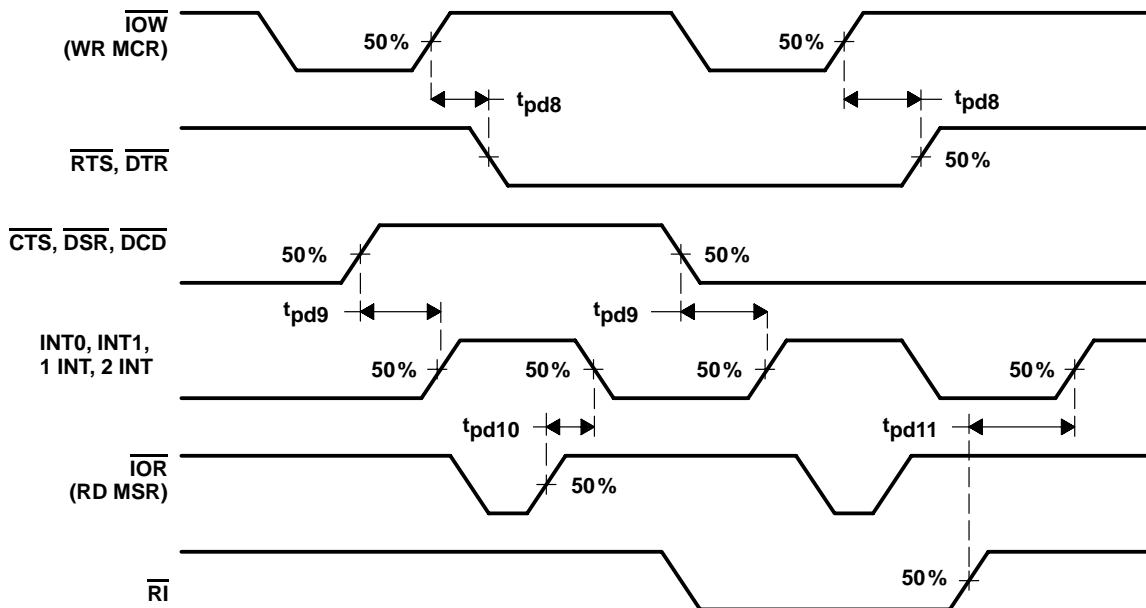 IOW
(WR MCR)
50%
50%
tpd8
tpd8
RTS, DTR
50%
CTS, DSR, DCD
50%
50%
tpd9
tpd9
INT0, INT1,
1 INT, 2 INT
50%
50%
50%
50%
tpd10
tpd11
IOR
(RD MSR)
50%
50%
RI